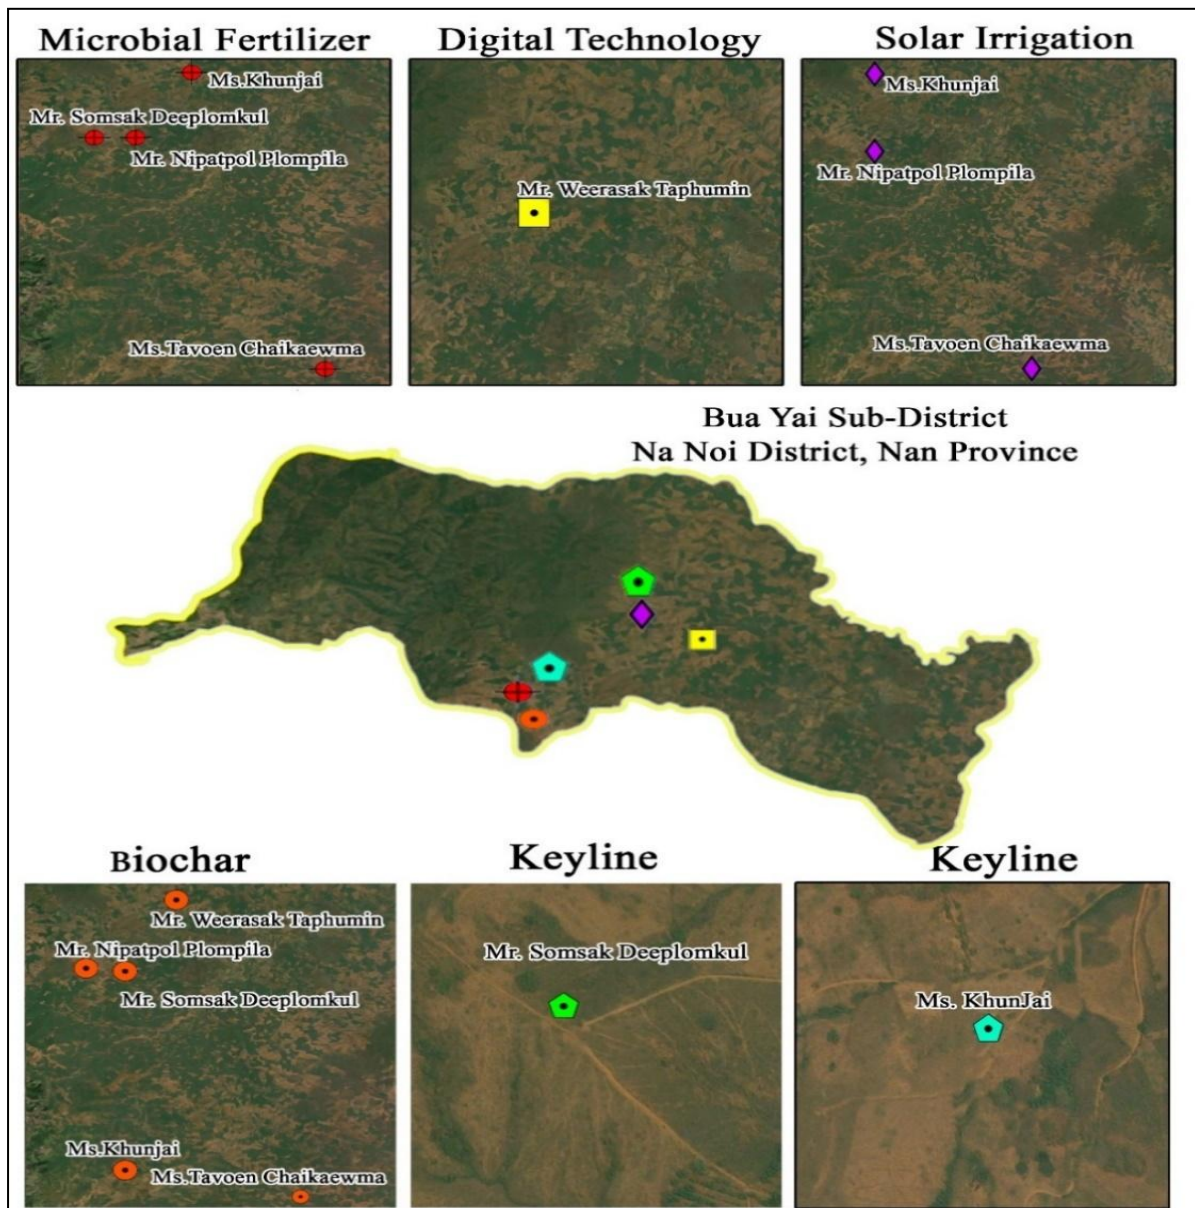 Microbial Fertilizer
Ms.Khunjai
Mr. Somsak Deeplomkul
Mr. Nipatpol Plompila
Ms.Tavoen Chaikaewma
Digital Technology
Mr. Weerasak Taphumin
Solar Irrigation
Ms.Khunjai
Mr. Nipatpol Plompila
Ms.Tavoen Chaikaewma
Bua Yai Sub-District
Na Noi District, Nan Province
Biochar
Mr. Weerasak Taphumin
Mr. Nipatpol Plompila
Mr. Somsak Deeplomkul
Ms.Khunjai
Ms.Tavoen Chaikaewma
Keyline
Mr. Somsak Deeplomkul
Keyline
Ms. KhunJai